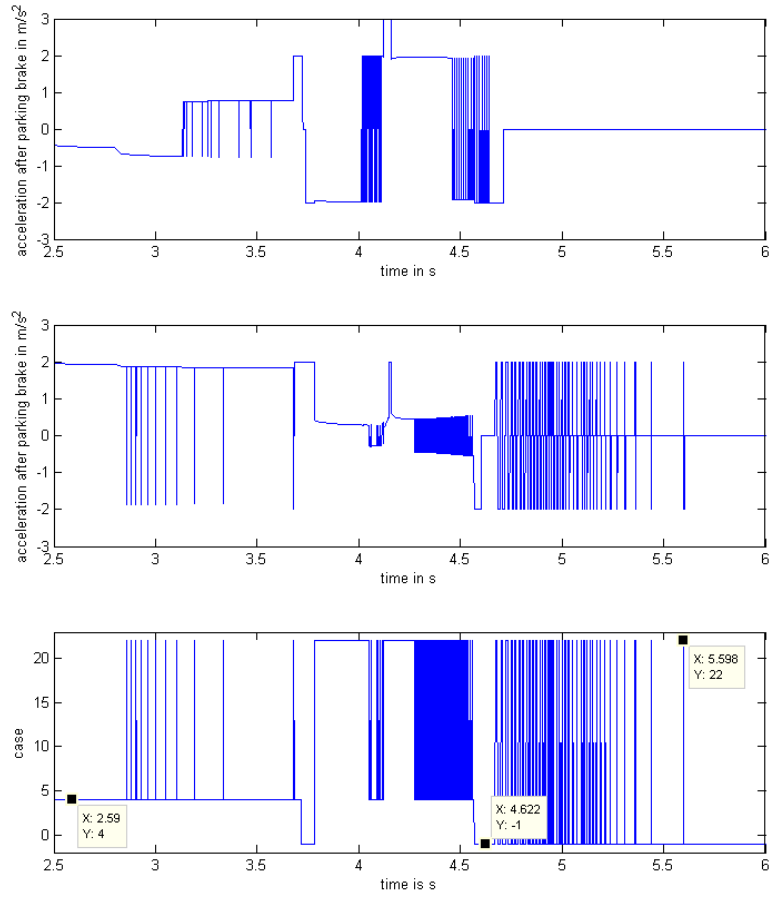 acceleration after parking brake in m/s²
3
2
1
0
-1
-2
-3
2.5 3 3.5 4 4.5 5 5.5 6
time in s
acceleration after parking brake in m/s²
3
2
1
0
-1
-2
-3
2.5 3 3.5 4 4.5 5 5.5 6
time in s
case
20
15
10
5
0
X: 2.59
Y: 4
X: 4.622
Y: -1
X: 5.598
Y: 22
2.5 3 3.5 4 4.5 5 5.5 6
time is s